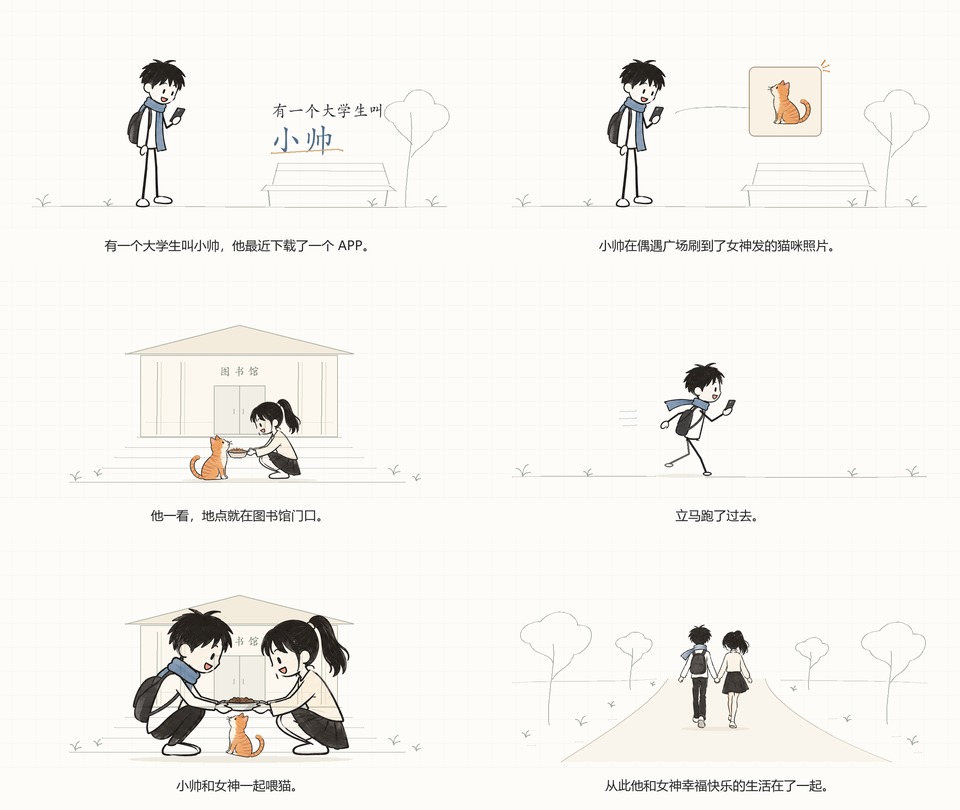 有一个大学生叫
小帅
有一个大学生叫小帅，他最近下载了一个 APP。
小帅在偶遇广场刷到了女神发的猫咪照片。
图书馆
他一看，地点就在图书馆门口。
立马跑了过去。
书馆
小帅和女神一起喂猫。
从此他和女神幸福快乐的生活在了一起。